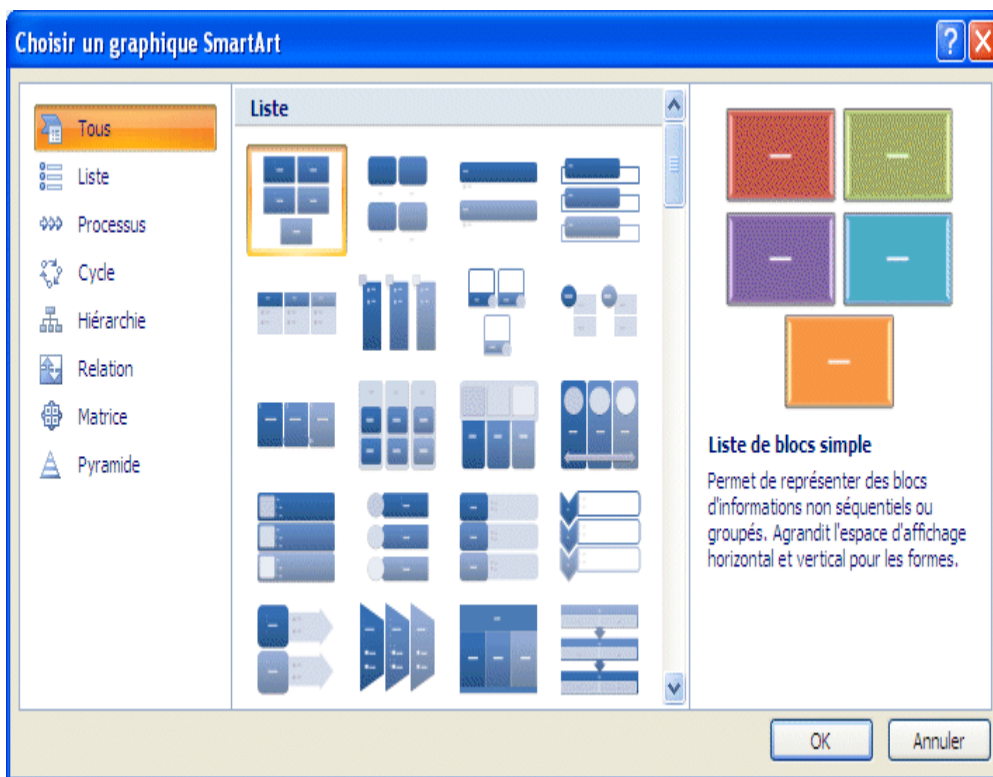 Choisir un graphique SmartArt
Tous
Liste
Processus
Cycle
Hiérarchie
Relation
Matrice
Pyramide
Liste
Liste de blocs simple
Permet de représenter des blocs
d'informations non séquentiels ou
groupés. Agrandit l'espace d'affichage
horizontal et vertical pour les formes.
OK
Annuler